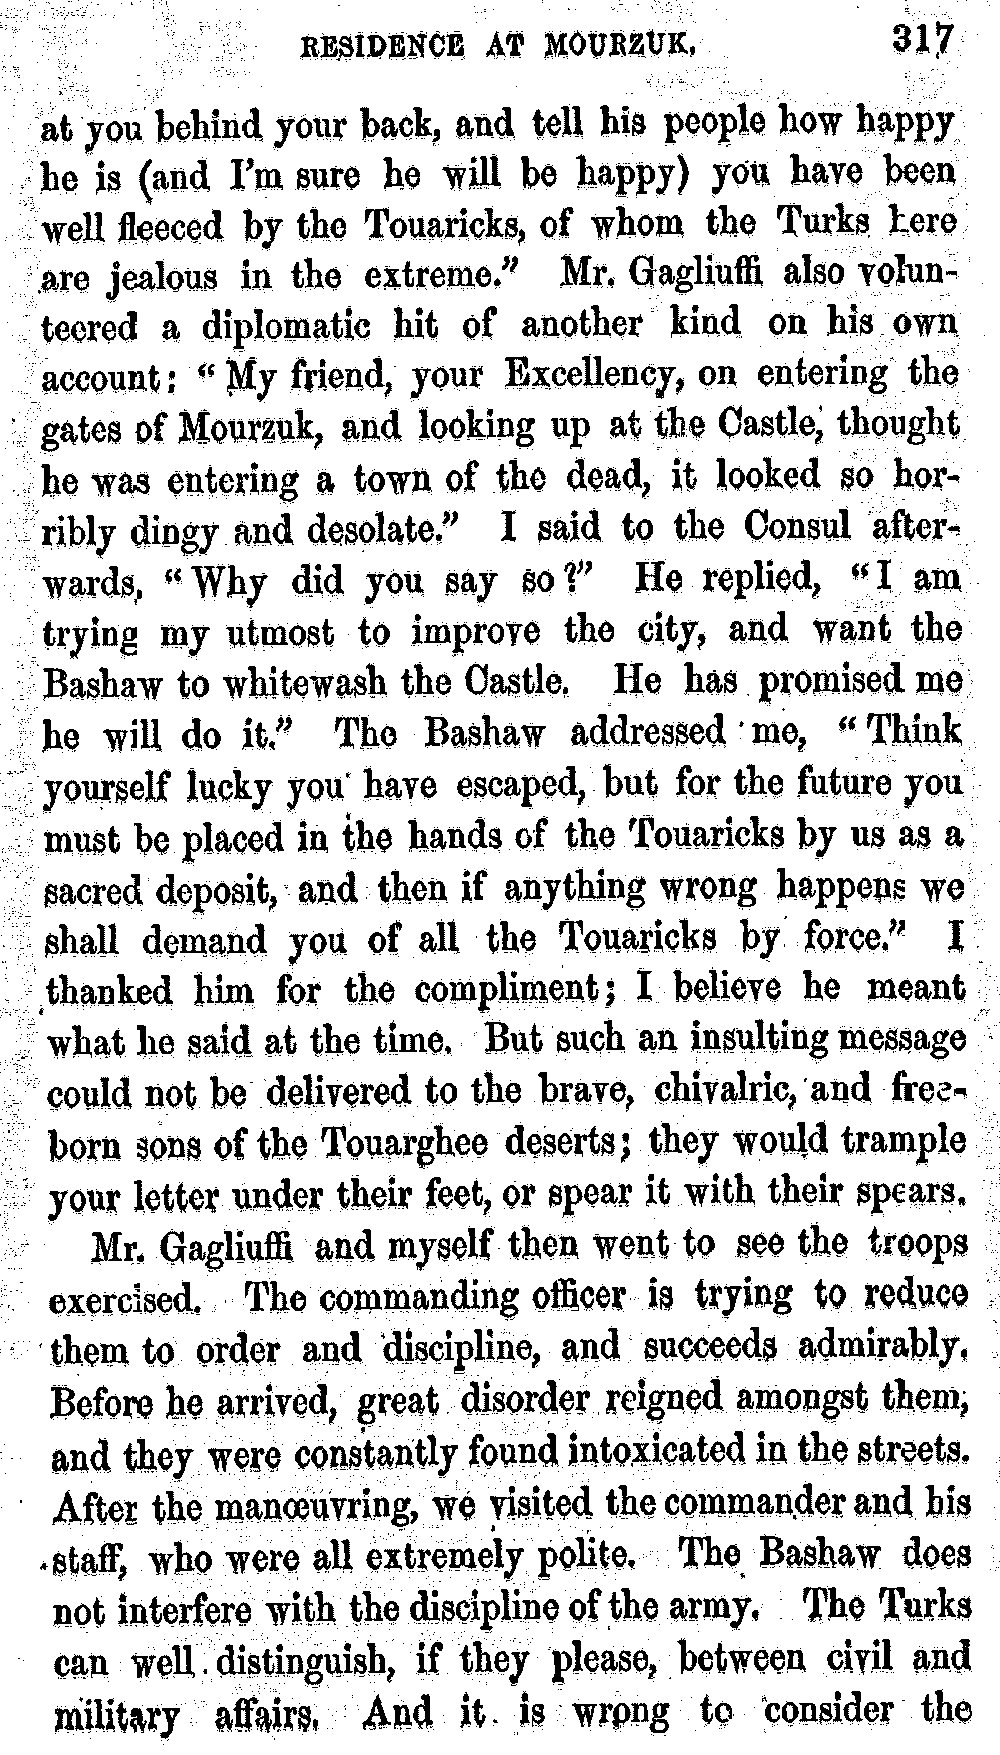 RESIDENCE AT MOURZUK. 317
at you behind your back, and tell his people how happy
he is (and I'm sure he will be happy) you have been
well fleeced by the Touaricks, of whom the Turks here
are jealous in the extreme." Mr. Gagliuffi also volun-
teered a diplomatic hit of another kind on his own
account: "My friend, your Excellency, on entering the
gates of Mourzuk, and looking up at the Castle, thought
he was entering a town of the dead, it looked so hor-
ribly dingy and desolate." I said to the Consul after-
wards, "Why did you say so?" He replied, "I am
trying my utmost to improve the city, and want the
Bashaw to whitewash the Castle. He has promised me
he will do it." The Bashaw addressed me, "Think
yourself lucky you have escaped, but for the future you
must be placed in the hands of the Touaricks by us as a
sacred deposit, and then if anything wrong happens we
shall demand you of all the Touaricks by force." I
thanked him for the compliment; I believe he meant
what he said at the time. But such an insulting message
could not be delivered to the brave, chivalric, and free-
born sons of the Touarghee deserts; they would trample
your letter under their feet, or spear it with their spears.
Mr. Gagliuffi and myself then went to see the troops
exercised. The commanding officer is trying to reduce
them to order and discipline, and succeeds admirably.
Before he arrived, great disorder reigned amongst them,
and they were constantly found intoxicated in the streets.
After the manœuvring, we visited the commander and his
staff, who were all extremely polite. The Bashaw does
not interfere with the discipline of the army. The Turks
can well distinguish, if they please, between civil and
military affairs. And it is wrong to consider the